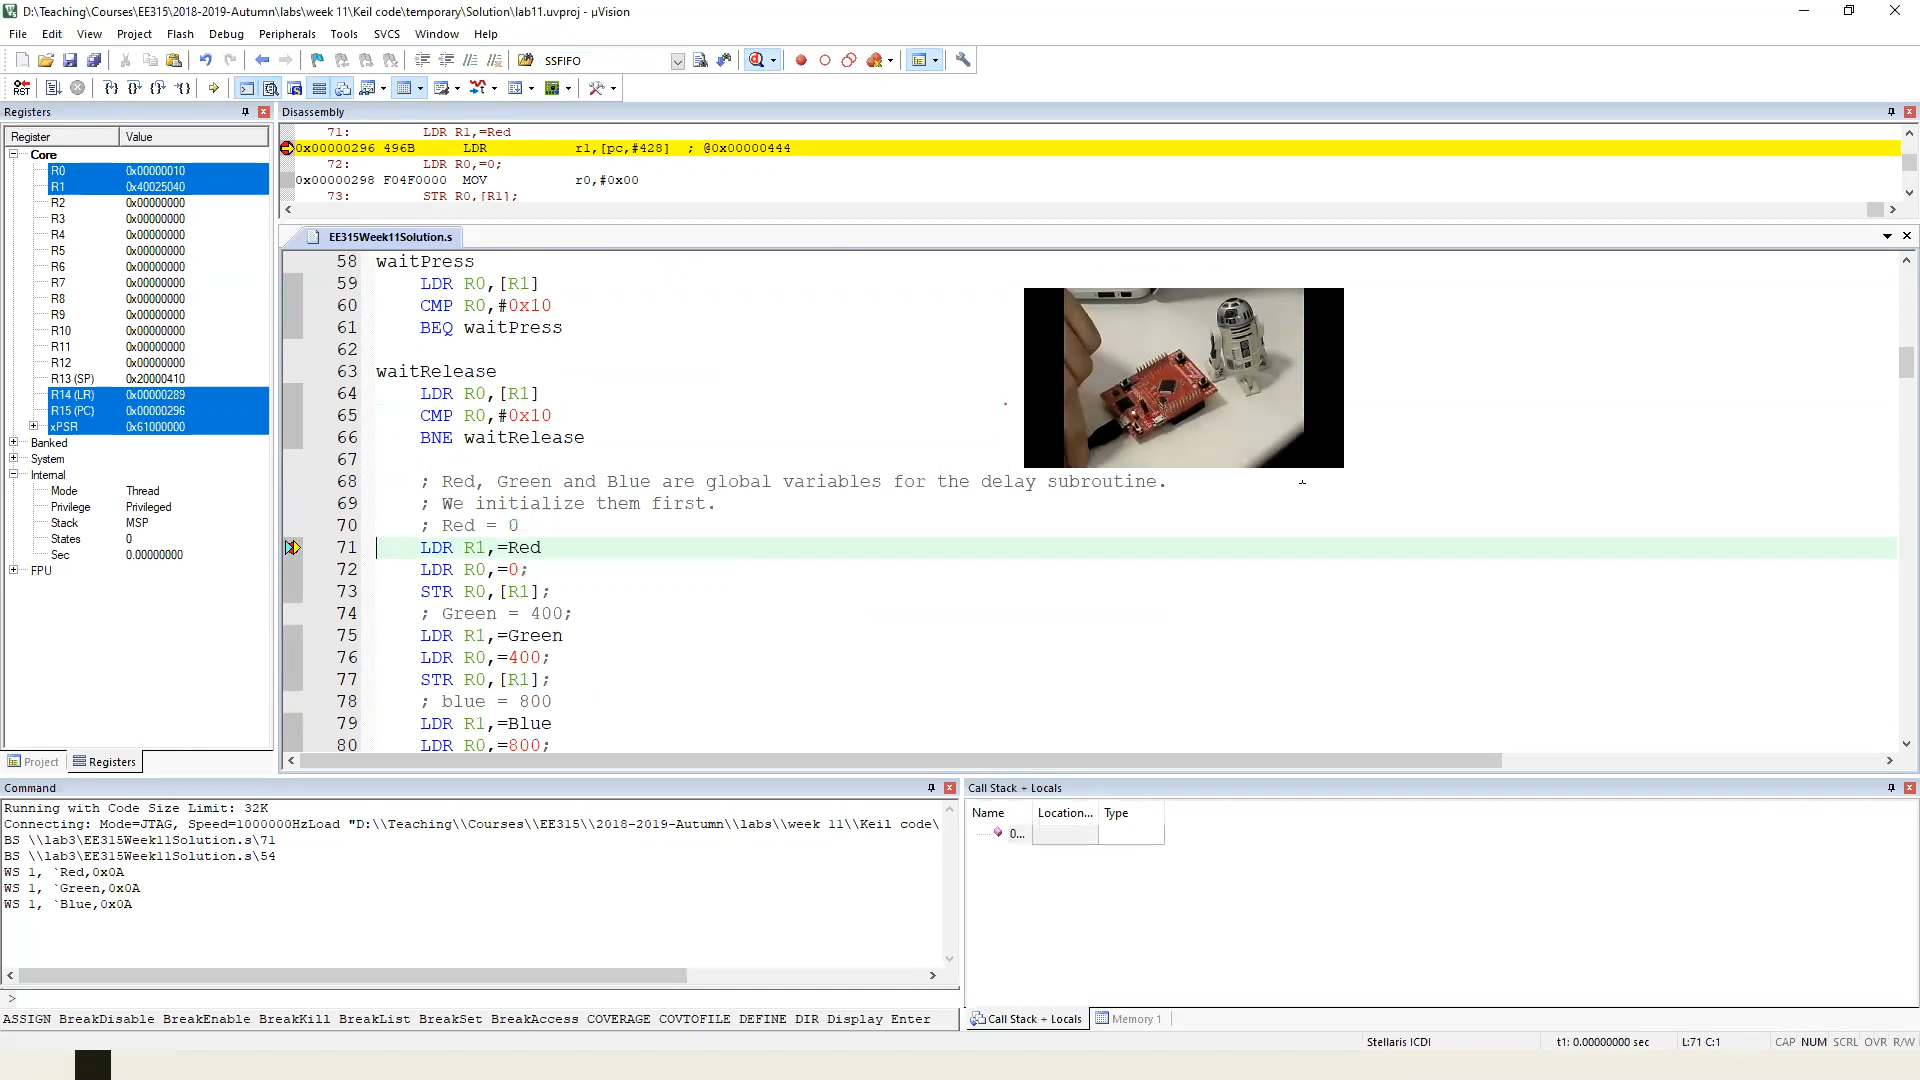 D:\Teaching\Courses\EE315\2018-2019-Autumn\labs\week 11\Keil code\temporary\Solution\lab11.uvproj - µVision
File Edit View Project Flash Debug Peripherals Tools SVCS Window Help
SSFIFO
RST
Registers
Register Value
Core
R0 0x00000010
R1 0x40025040
R2 0x00000000
R3 0x00000000
R4 0x00000000
R5 0x00000000
R6 0x00000000
R7 0x00000000
R8 0x00000000
R9 0x00000000
R10 0x00000000
R11 0x00000000
R12 0x00000000
R13 (SP) 0x20000410
R14 (LR) 0x00000289
R15 (PC) 0x00000296
xPSR 0x61000000
Banked
System
Internal
Mode Thread
Privilege Privileged
Stack MSP
States 0
Sec 0.00000000
FPU
Project Registers
Disassembly
71: LDR R1,=Red
0x00000296 496B LDR r1,[pc,#428] ; @0x00000444
72: LDR R0,=0;
0x00000298 F04F0000 MOV r0,#0x00
73: STR R0,[R1];
EE315Week11Solution.s
58 waitPress
59 LDR R0,[R1]
60 CMP R0,#0x10
61 BEQ waitPress
62
63 waitRelease
64 LDR R0,[R1]
65 CMP R0,#0x10
66 BNE waitRelease
67
68 ; Red, Green and Blue are global variables for the delay subroutine.
69 ; We initialize them first.
70 ; Red = 0
71 LDR R1,=Red
72 LDR R0,=0;
73 STR R0,[R1];
74 ; Green = 400;
75 LDR R1,=Green
76 LDR R0,=400;
77 STR R0,[R1];
78 ; blue = 800
79 LDR R1,=Blue
80 LDR R0,=800;
Command
Running with Code Size Limit: 32K
Connecting: Mode=JTAG, Speed=1000000HzLoad "D:\\Teaching\\Courses\\EE315\\2018-2019-Autumn\\labs\\week 11\\Keil code\
BS \\lab3\EE315Week11Solution.s\71
BS \\lab3\EE315Week11Solution.s\54
WS 1, `Red,0x0A
WS 1, `Green,0x0A
WS 1, `Blue,0x0A
>
ASSIGN BreakDisable BreakEnable BreakKill BreakList BreakSet BreakAccess COVERAGE COVTOFILE DEFINE DIR Display Enter
Call Stack + Locals
Name Location... Type
0...
Call Stack + Locals Memory 1
Stellaris ICDI t1: 0.00000000 sec L:71 C:1 CAP NUM SCRL OVR R/W